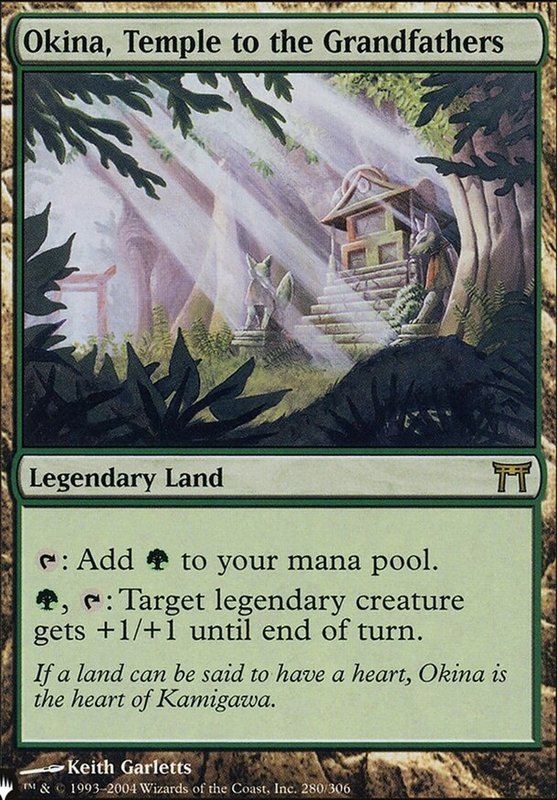 Okina, Temple to the Grandfathers
Legendary Land
: Add to your mana pool.
, : Target legendary creature
gets +1/+1 until end of turn.
If a land can be said to have a heart, Okina is
the heart of Kamigawa.
Keith Garletts
™ & © 1993–2004 Wizards of the Coast, Inc. 280/306